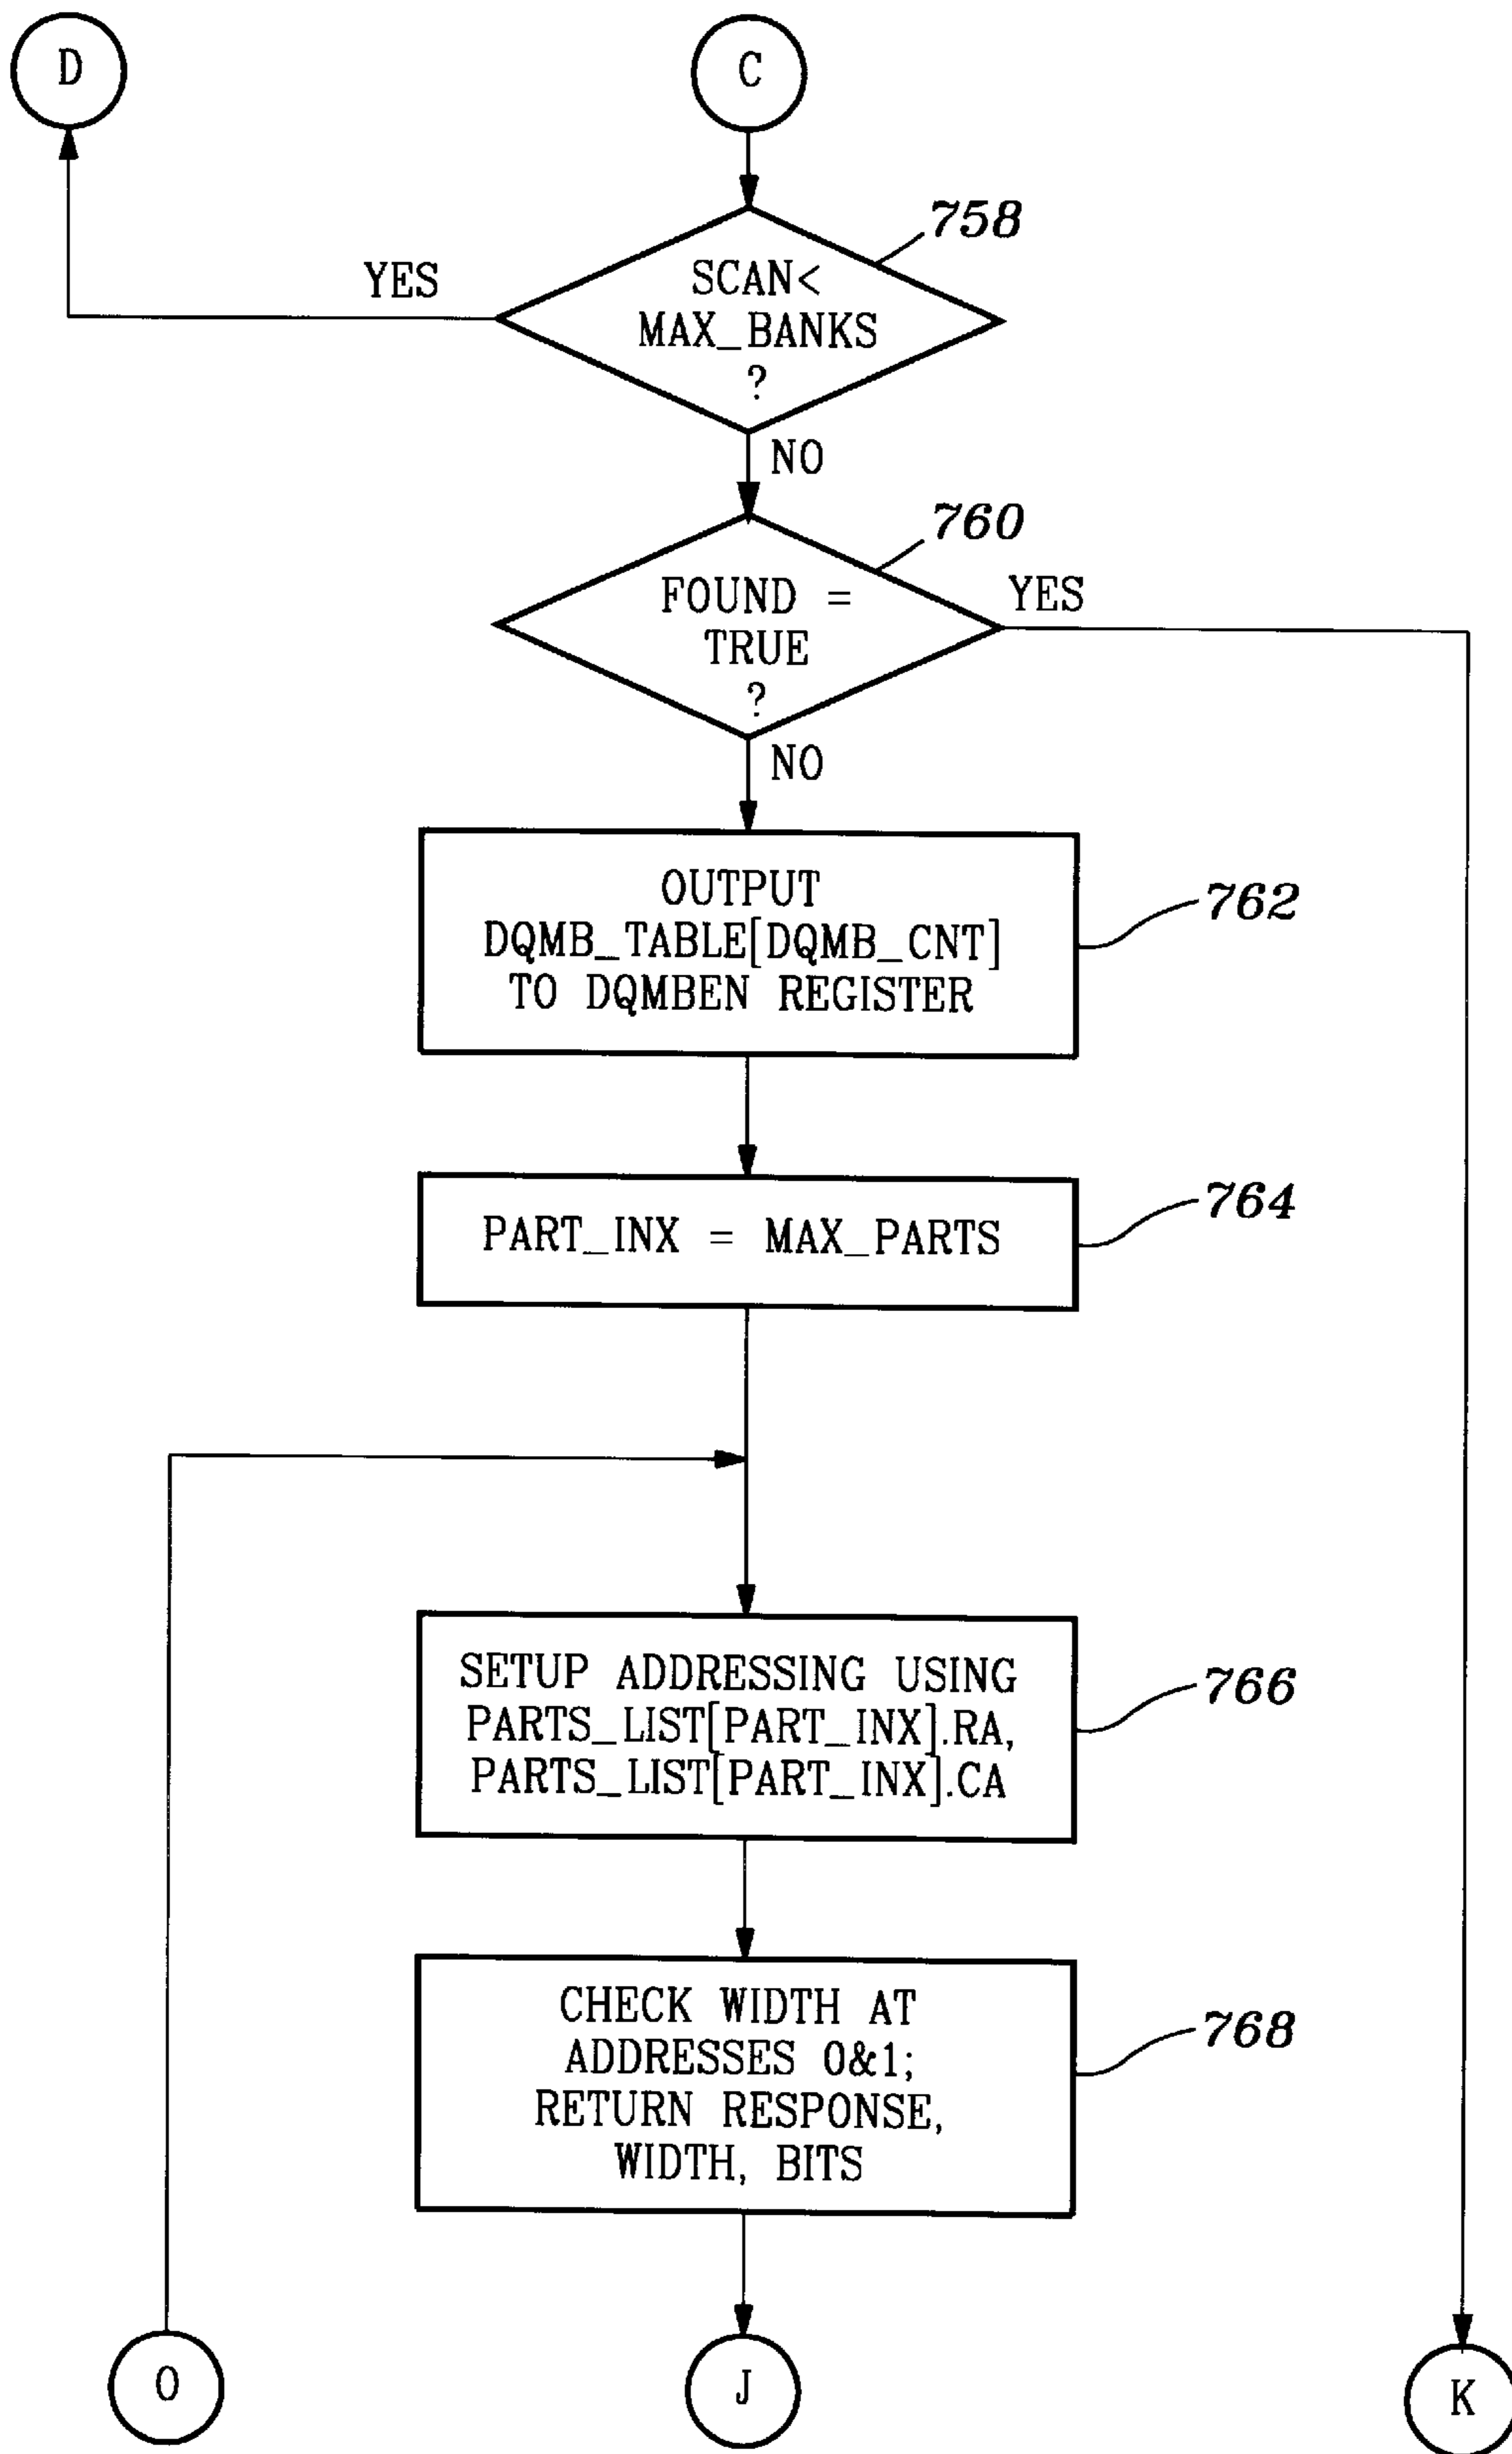 D
C
758
YES
SCAN<
MAX_BANKS
?
NO
760
FOUND =
TRUE
?
YES
NO
OUTPUT
DQMB_TABLE[DQMB_CNT]
TO DQMBEN REGISTER
762
PART_INX = MAX_PARTS
764
SETUP ADDRESSING USING
PARTS_LIST[PART_INX].RA,
PARTS_LIST[PART_INX].CA
766
CHECK WIDTH AT
ADDRESSES 0&1;
RETURN RESPONSE,
WIDTH, BITS
768
O
J
K